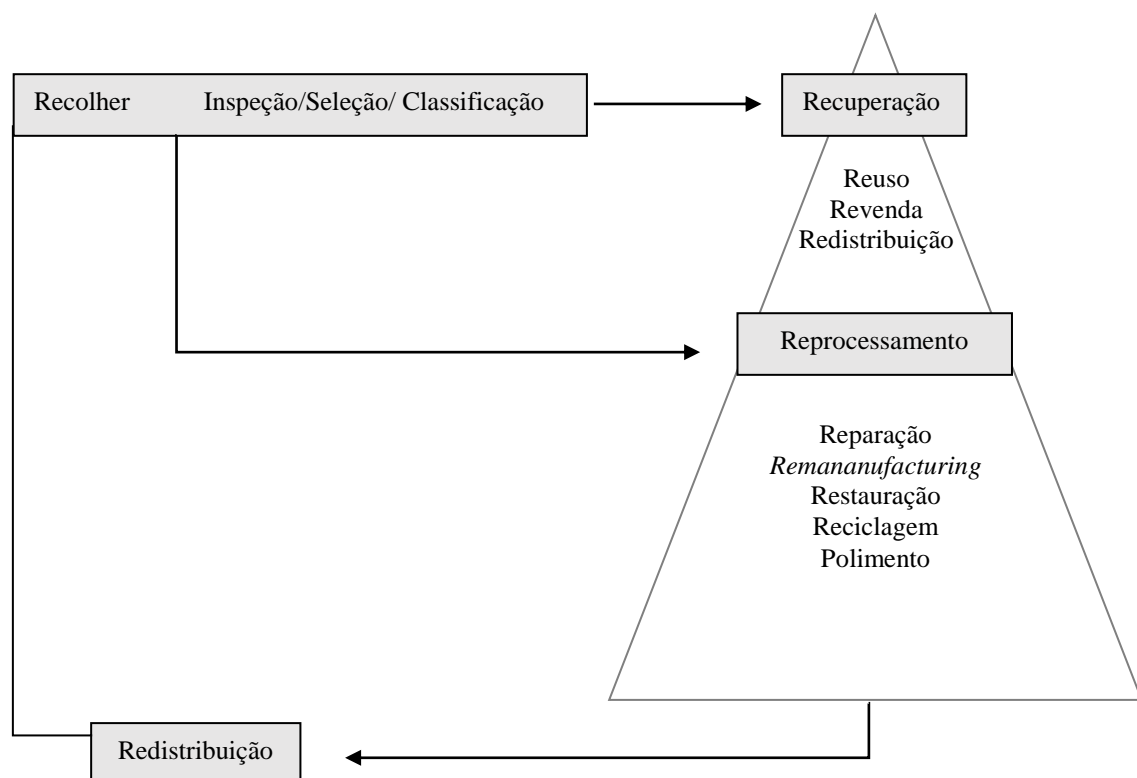 Recolher Inspeção/Seleção/ Classificação
Recuperação
Reuso
Revenda
Redistribuição
Reprocessamento
Reparação
Remananufacturing
Restauração
Reciclagem
Polimento
Redistribuição